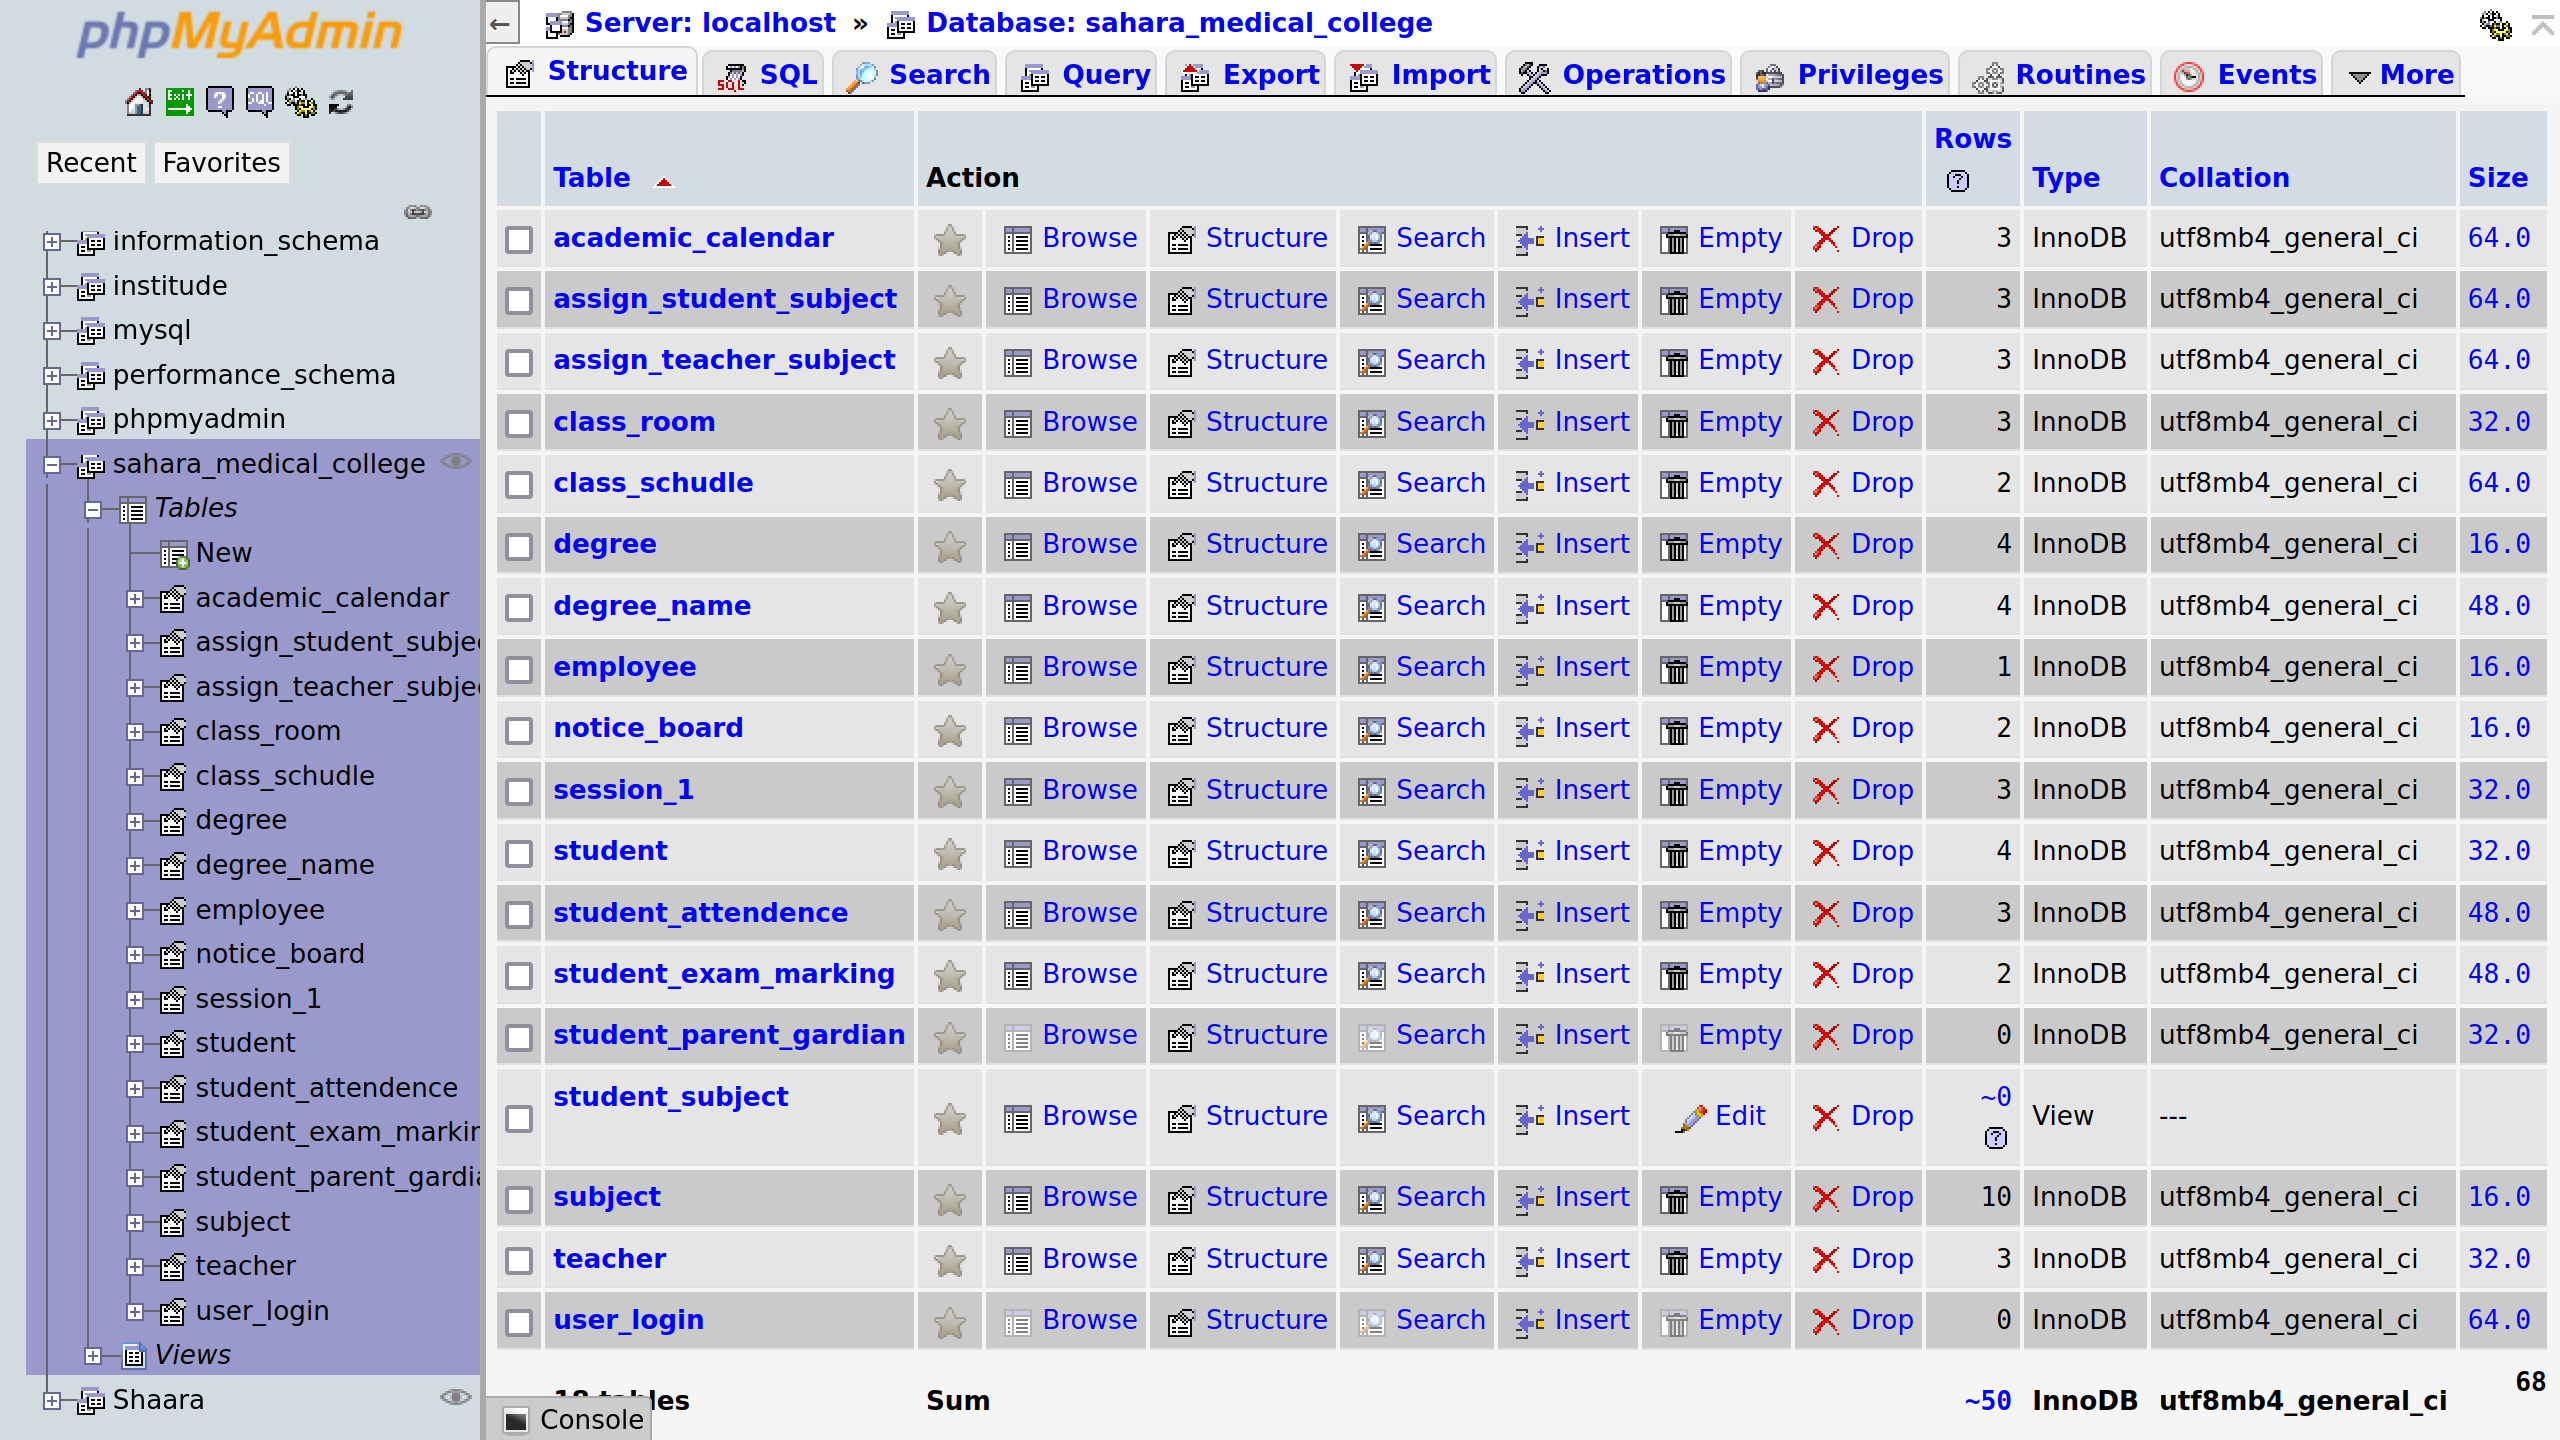 phpMyAdmin
Recent Favorites
information_schema
institude
mysql
performance_schema
phpmyadmin
sahara_medical_college
Tables
New
academic_calendar
assign_student_subjec
assign_teacher_subjec
class_room
class_schudle
degree
degree_name
employee
notice_board
session_1
student
student_attendence
student_exam_markin
student_parent_gardia
subject
teacher
user_login
Views
Shaara
← Server: localhost » Database: sahara_medical_college
Structure SQL Search Query Export Import Operations Privileges Routines Events More
Table Action Rows Type Collation Size
academic_calendar Browse Structure Search Insert Empty Drop 3 InnoDB utf8mb4_general_ci 64.0
assign_student_subject Browse Structure Search Insert Empty Drop 3 InnoDB utf8mb4_general_ci 64.0
assign_teacher_subject Browse Structure Search Insert Empty Drop 3 InnoDB utf8mb4_general_ci 64.0
class_room Browse Structure Search Insert Empty Drop 3 InnoDB utf8mb4_general_ci 32.0
class_schudle Browse Structure Search Insert Empty Drop 2 InnoDB utf8mb4_general_ci 64.0
degree Browse Structure Search Insert Empty Drop 4 InnoDB utf8mb4_general_ci 16.0
degree_name Browse Structure Search Insert Empty Drop 4 InnoDB utf8mb4_general_ci 48.0
employee Browse Structure Search Insert Empty Drop 1 InnoDB utf8mb4_general_ci 16.0
notice_board Browse Structure Search Insert Empty Drop 2 InnoDB utf8mb4_general_ci 16.0
session_1 Browse Structure Search Insert Empty Drop 3 InnoDB utf8mb4_general_ci 32.0
student Browse Structure Search Insert Empty Drop 4 InnoDB utf8mb4_general_ci 32.0
student_attendence Browse Structure Search Insert Empty Drop 3 InnoDB utf8mb4_general_ci 48.0
student_exam_marking Browse Structure Search Insert Empty Drop 2 InnoDB utf8mb4_general_ci 48.0
student_parent_gardian Browse Structure Search Insert Empty Drop 0 InnoDB utf8mb4_general_ci 32.0
student_subject Browse Structure Search Insert Edit Drop ~0 View ---
subject Browse Structure Search Insert Empty Drop 10 InnoDB utf8mb4_general_ci 16.0
teacher Browse Structure Search Insert Empty Drop 3 InnoDB utf8mb4_general_ci 32.0
user_login Browse Structure Search Insert Empty Drop 0 InnoDB utf8mb4_general_ci 64.0
18 tables Sum ~50 InnoDB utf8mb4_general_ci 68
Console